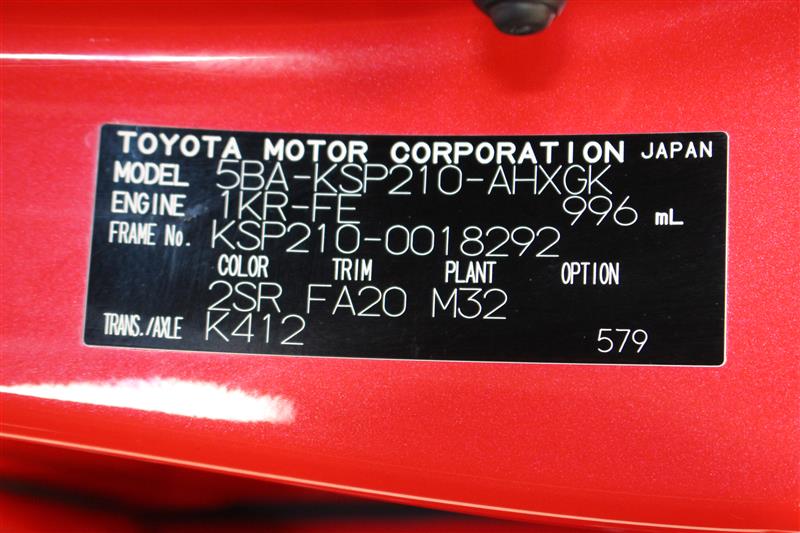 TOYOTA MOTOR CORPORATION JAPAN
MODEL 5BA-KSP210-AHXGK
ENGINE 1KR-FE 996 mL
FRAME No. KSP210-0018292
COLOR TRIM PLANT OPTION
2SR FA20 M32
TRANS./AXLE K412 579